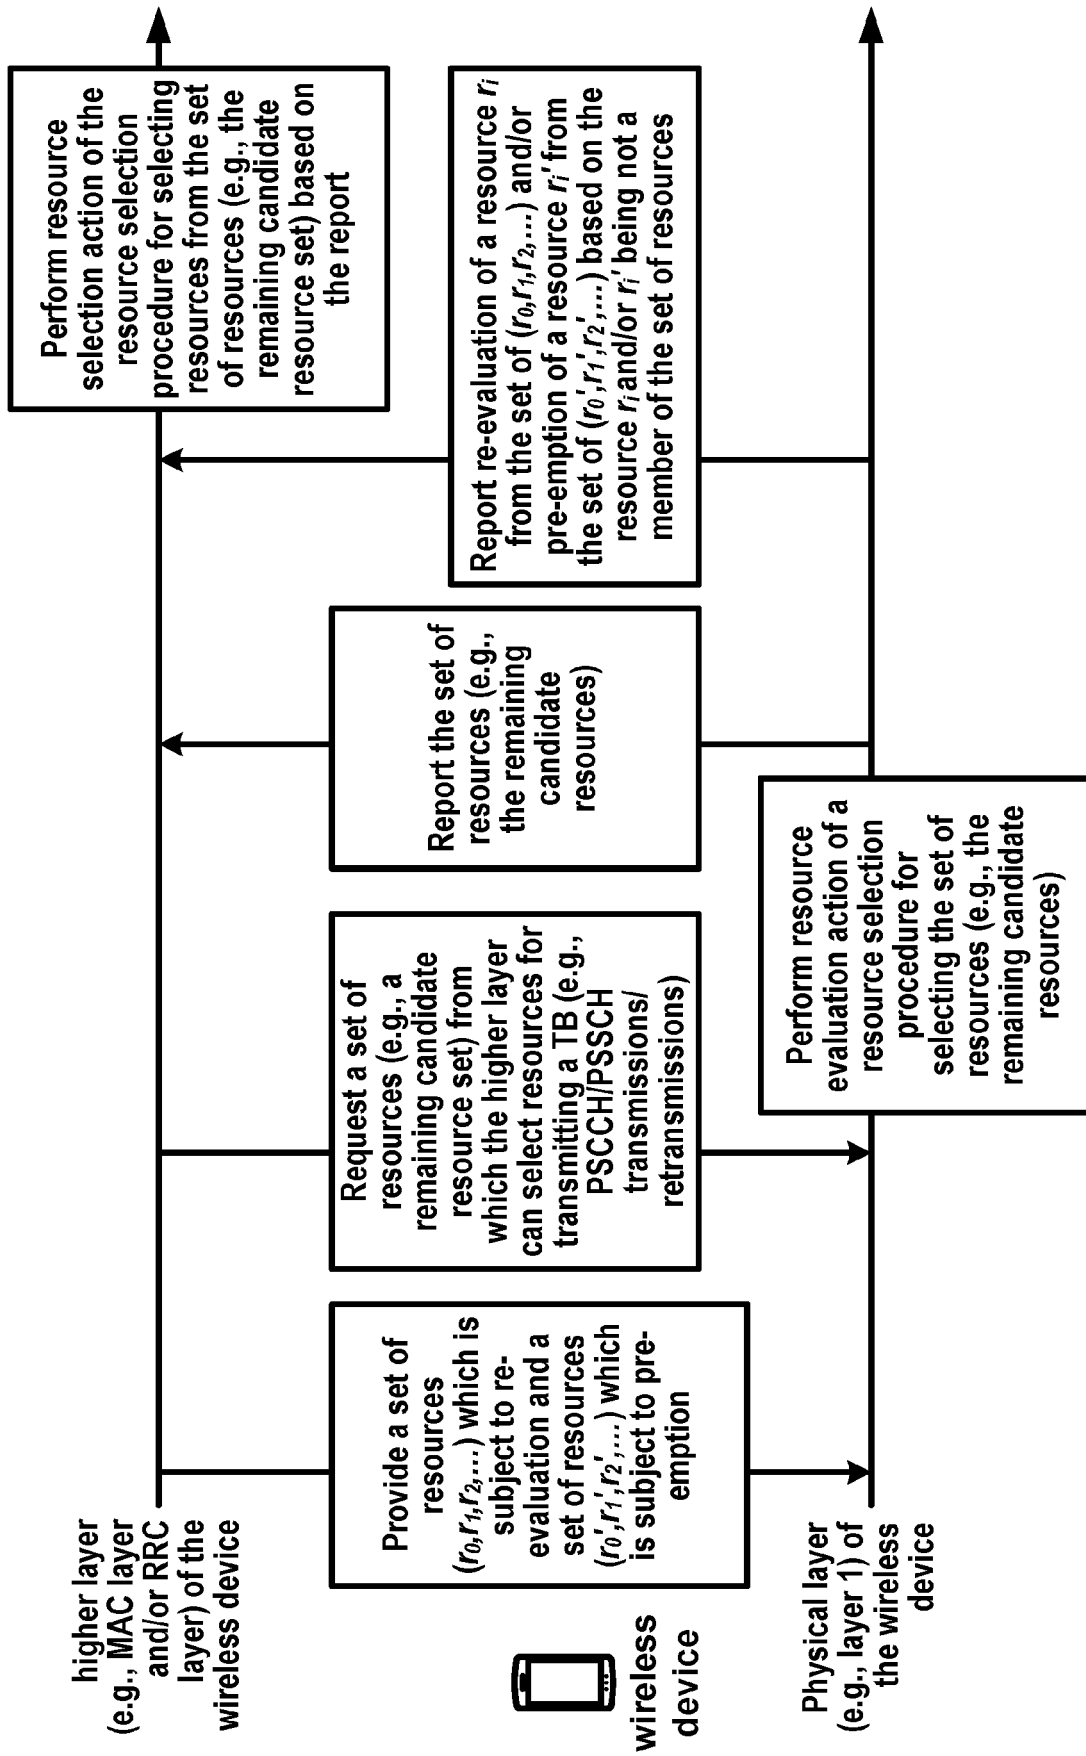 higher layer
(e.g., MAC layer
and/or RRC
layer) of the
wireless device
wireless
device
Physical layer
(e.g., layer 1) of
the wireless
device
Provide a set of
resources
(r0,r1,r2,...) which is
subject to re-
evaluation and a
set of resources
(r0',r1',r2',...) which
is subject to pre-
emption
Request a set of
resources (e.g., a
remaining candidate
resource set) from
which the higher layer
can select resources for
transmitting a TB (e.g.,
PSCCH/PSSCH
transmissions/
retransmissions)
Perform resource
evaluation action of a
resource selection
procedure for
selecting the set of
resources (e.g., the
remaining candidate
resources)
Report the set of
resources (e.g.,
the remaining
candidate
resources)
Report re-evaluation of a resource ri
from the set of (r0,r1,r2,...) and/or
pre-emption of a resource ri' from
the set of (r0',r1',r2',...) based on the
resource ri and/or ri' being not a
member of the set of resources
Perform resource
selection action of the
resource selection
procedure for selecting
resources from the set
of resources (e.g., the
remaining candidate
resource set) based on
the report